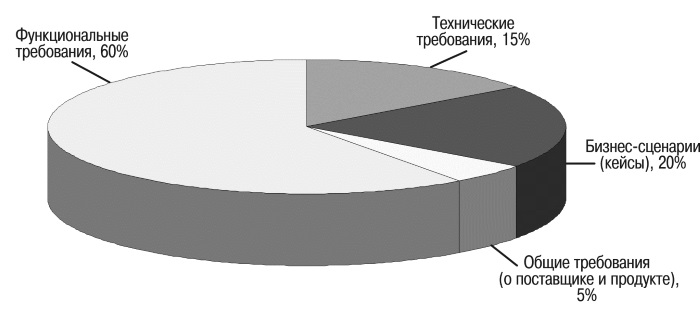 Функциональные
требования, 60%
Технические
требования, 15%
Бизнес-сценарии
(кейсы), 20%
Общие требования
(о поставщике и продукте),
5%